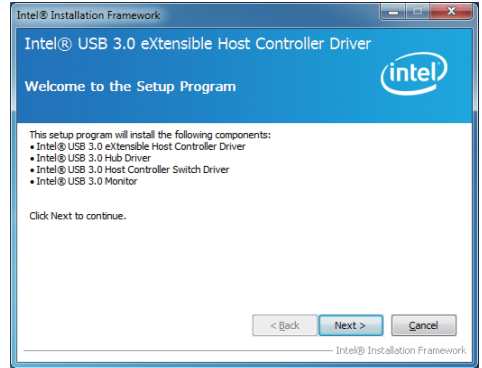 Intel® Installation Framework
Intel® USB 3.0 eXtensible Host Controller Driver
intel
Welcome to the Setup Program
This setup program will install the following components:
• Intel® USB 3.0 eXtensible Host Controller Driver
• Intel® USB 3.0 Hub Driver
• Intel® USB 3.0 Host Controller Switch Driver
• Intel® USB 3.0 Monitor
Click Next to continue.
< Back Next > Cancel
Intel® Installation Framework